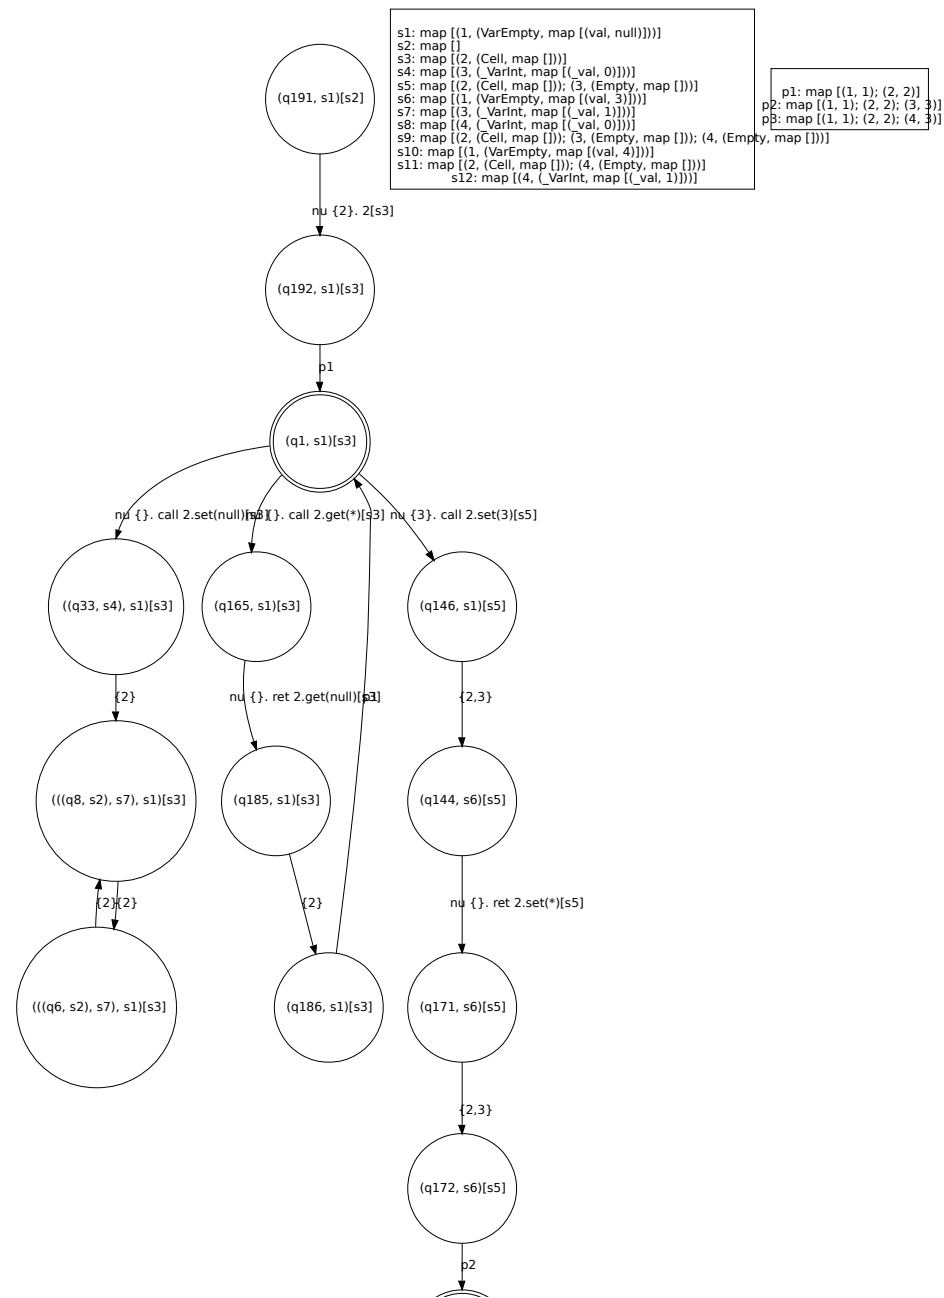 s1: map [(1, (VarEmpty, map [(val, null)]))]
s2: map []
s3: map [(2, (Cell, map []))]
s4: map [(3, (_VarInt, map [(_val, 0)]))]
s5: map [(2, (Cell, map [])); (3, (Empty, map []))]
s6: map [(1, (VarEmpty, map [(val, 3)]))]
s7: map [(3, (_VarInt, map [(_val, 1)]))]
s8: map [(4, (_VarInt, map [(_val, 0)]))]
s9: map [(2, (Cell, map [])); (3, (Empty, map [])); (4, (Empty, map []))]
s10: map [(1, (VarEmpty, map [(val, 4)]))]
s11: map [(2, (Cell, map [])); (4, (Empty, map []))]
s12: map [(4, (_VarInt, map [(_val, 1)]))]
p1: map [(1, 1); (2, 2)]
p2: map [(1, 1); (2, 2); (3, 3)]
p3: map [(1, 1); (2, 2); (4, 3)]
(q191, s1)[s2]
nu {2}. 2[s3]
(q192, s1)[s3]
p1
(q1, s1)[s3]
nu {}. call 2.set(null)[s3]
nu {}. call 2.get(*)[s3]
nu {3}. call 2.set(3)[s5]
((q33, s4), s1)[s3]
(q165, s1)[s3]
(q146, s1)[s5]
{2}
nu {}. ret 2.get(null)[s3]
p1
{2,3}
(((q8, s2), s7), s1)[s3]
(q185, s1)[s3]
(q144, s6)[s5]
{2}
{2}
{2}
nu {}. ret 2.set(*)[s5]
(((q6, s2), s7), s1)[s3]
(q186, s1)[s3]
(q171, s6)[s5]
{2,3}
(q172, s6)[s5]
p2